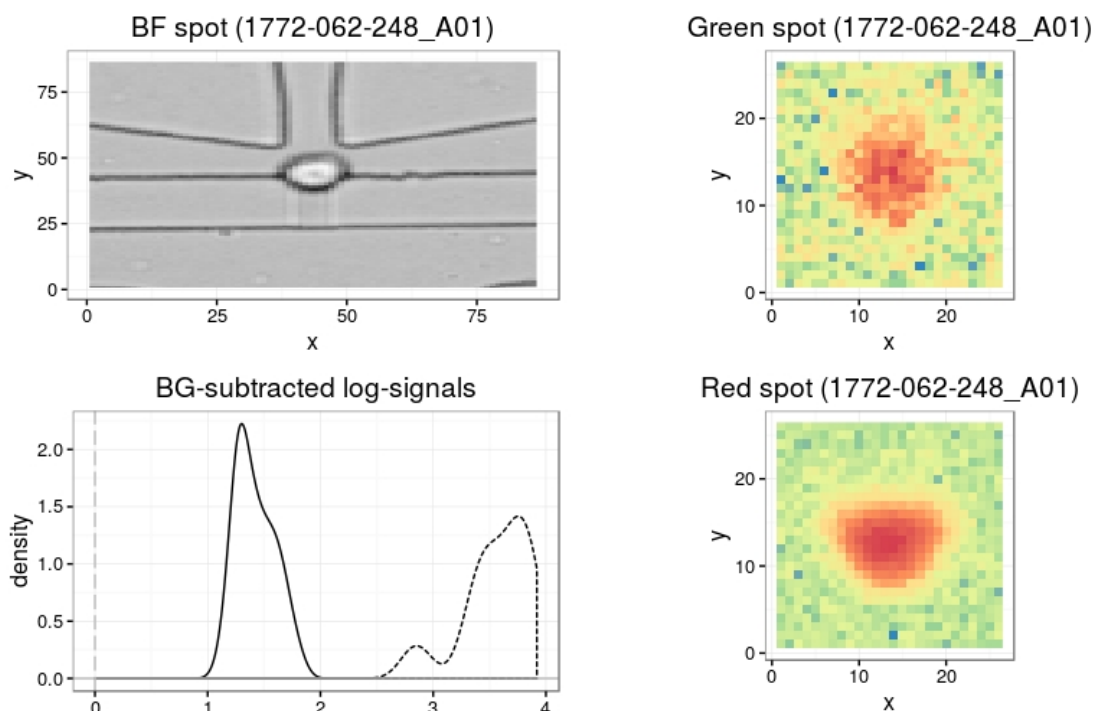 BF spot (1772-062-248_A01)
y
75
50
25
0
0 25 50 75
x
Green spot (1772-062-248_A01)
y
20
10
0
0 10 20
x
BG-subtracted log-signals
density
2.0
1.5
1.0
0.5
0.0
0 1 2 3 4
Red spot (1772-062-248_A01)
y
20
10
0
0 10 20
x